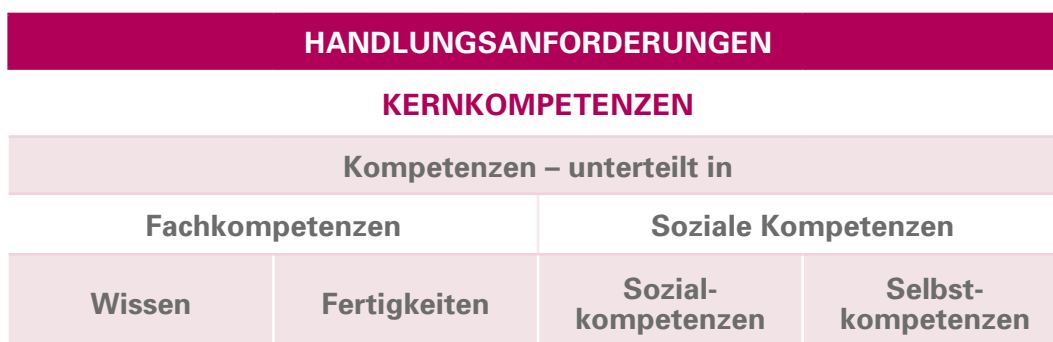 HANDLUNGSANFORDERUNGEN
KERNKOMPETENZEN
Kompetenzen – unterteilt in
Fachkompetenzen
Soziale Kompetenzen
Wissen
Fertigkeiten
Sozial-
kompetenzen
Selbst-
kompetenzen